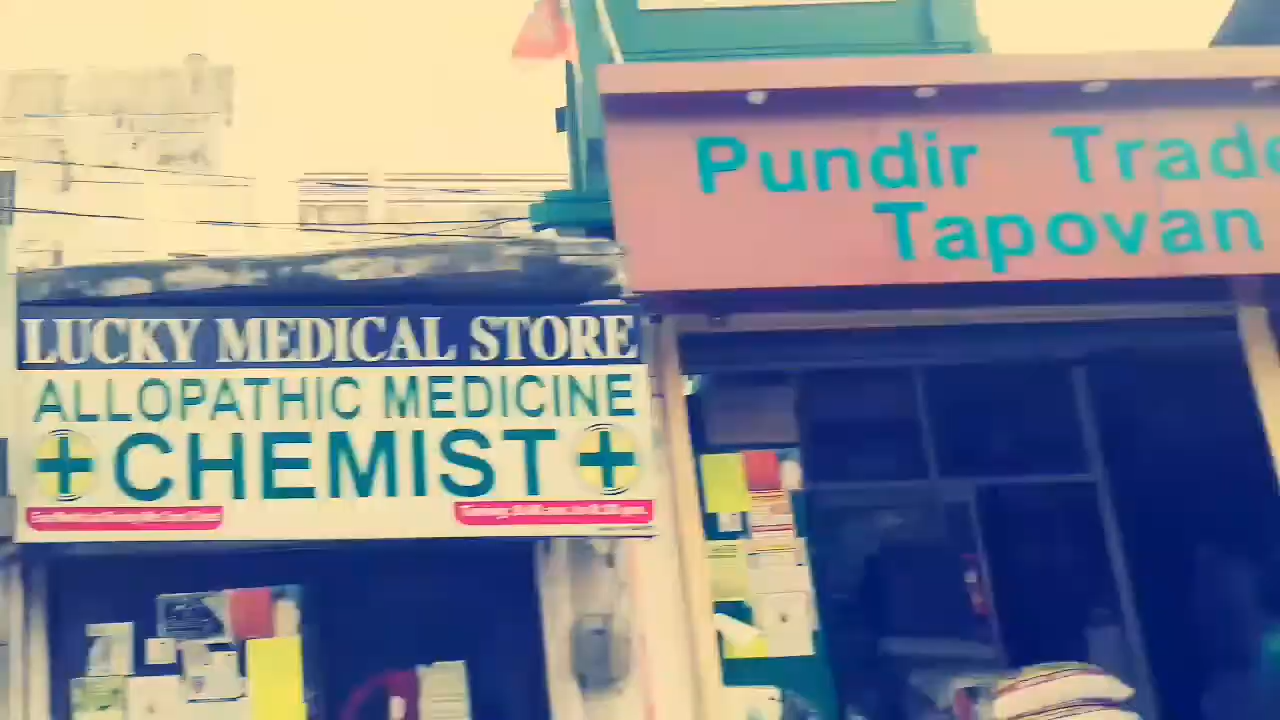 LUCKY MEDICAL STORE
ALLOPATHIC MEDICINE
CHEMIST
Pundir Trade
Tapovan